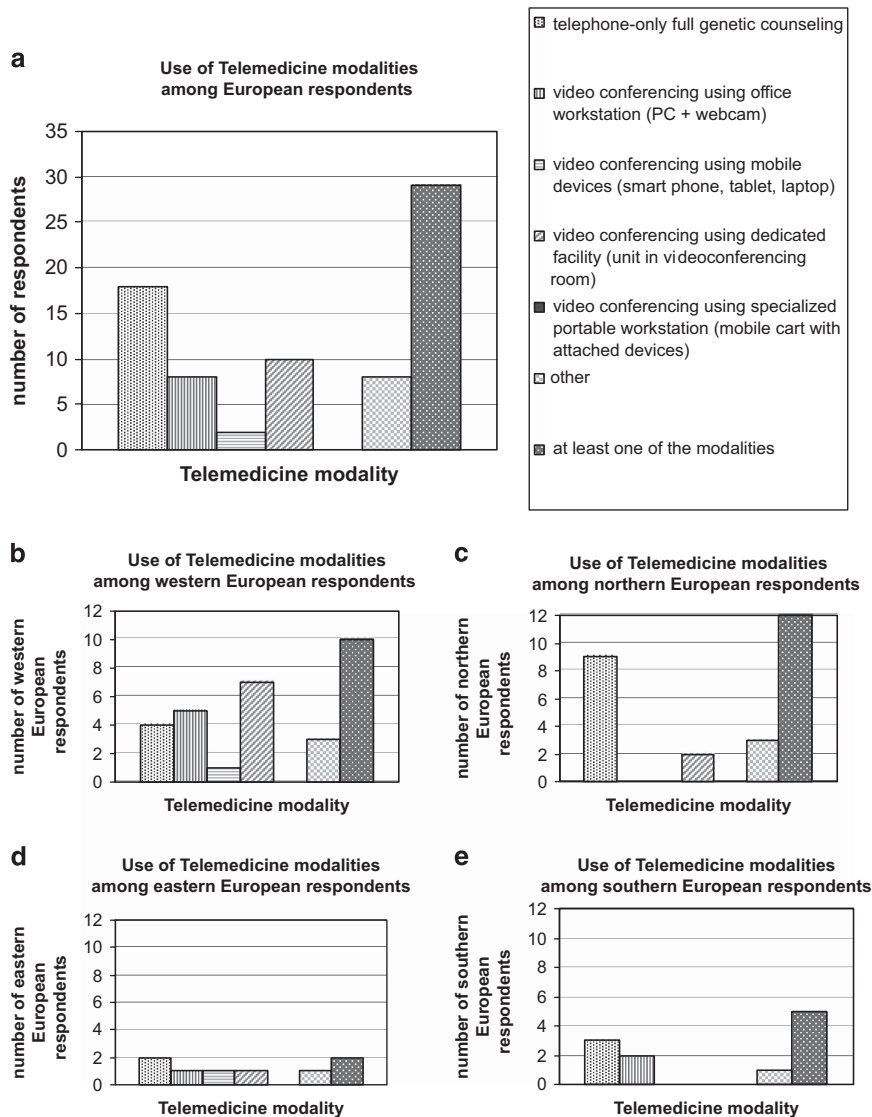 a
Use of Telemedicine modalities
among European respondents
35
30
25
20
15
10
5
0
number of respondents
Telemedicine modality
telephone-only full genetic counseling
video conferencing using office
workstation (PC + webcam)
video conferencing using mobile
devices (smart phone, tablet, laptop)
video conferencing using dedicated
facility (unit in videoconferencing
room)
video conferencing using specialized
portable workstation (mobile cart with
attached devices)
other
at least one of the modalities
b
Use of Telemedicine modalities
among western European respondents
12
10
8
6
4
2
0
number of western
European
respondents
Telemedicine modality
c
Use of Telemedicine modalities
among northern European respondents
12
10
8
6
4
2
0
number of northern
European
respondents
Telemedicine modality
d
Use of Telemedicine modalities
among eastern European respondents
12
10
8
6
4
2
0
number of eastern
European
respondents
Telemedicine modality
e
Use of Telemedicine modalities
among southern European respondents
12
10
8
6
4
2
0
number of southern
European
respondents
Telemedicine modality